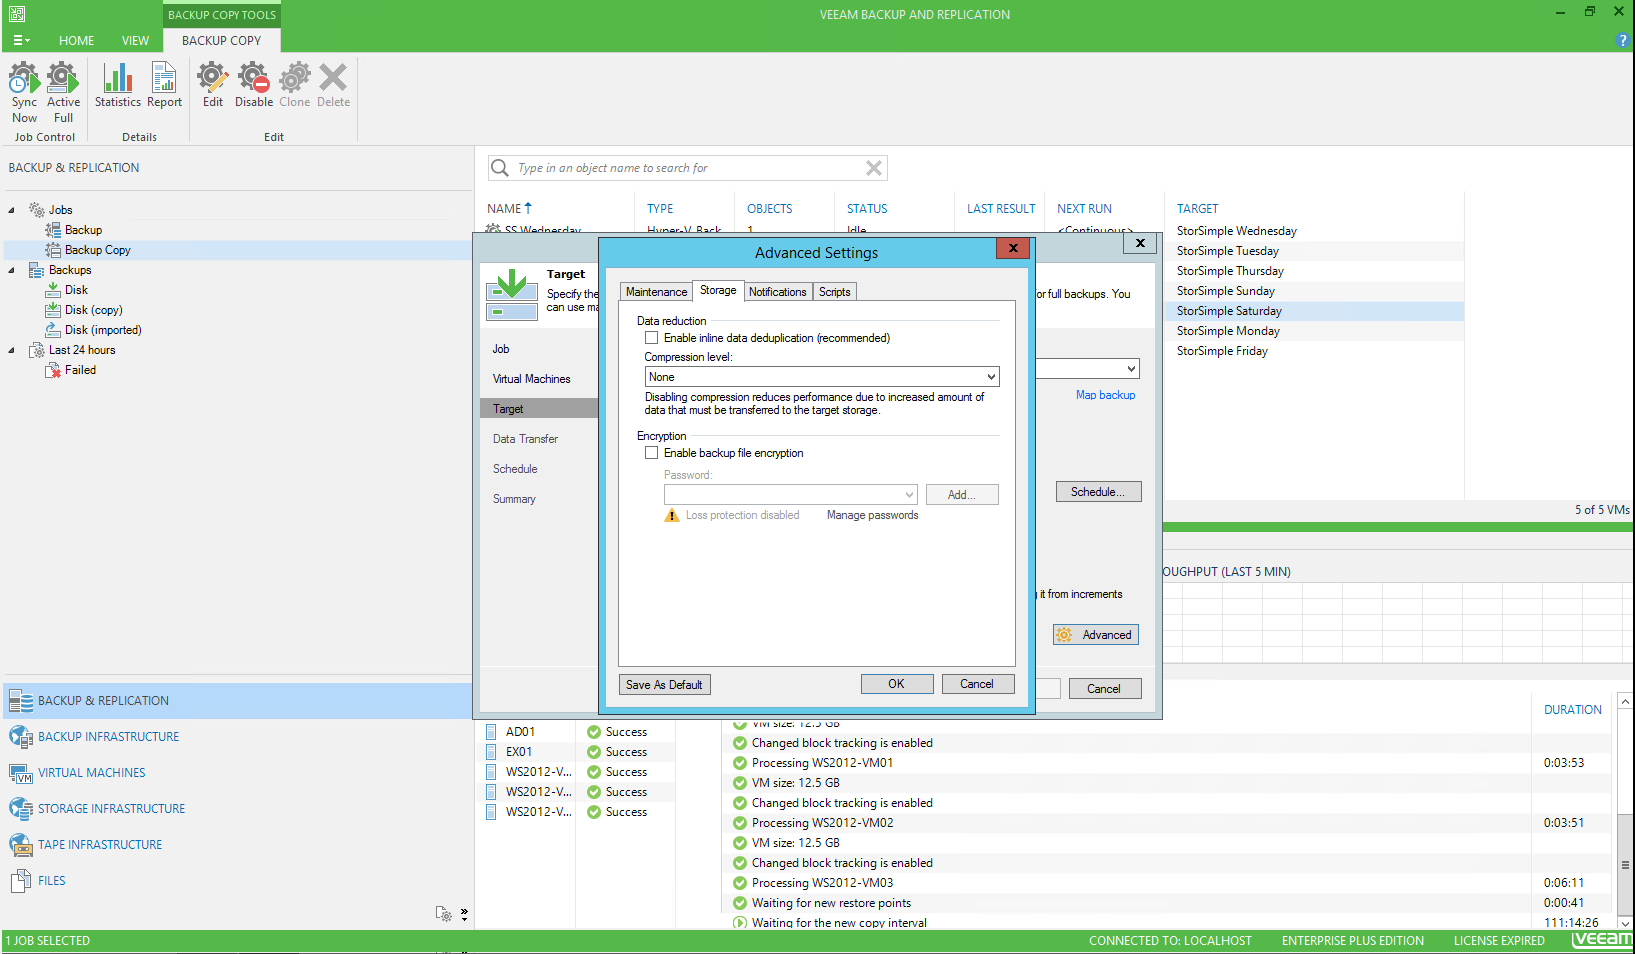 BACKUP COPY TOOLS
VEEAM BACKUP AND REPLICATION
HOME VIEW BACKUP COPY
Sync Now
Active Full
Statistics
Report
Edit
Disable
Clone
Delete
Job Control
Details
Edit
BACKUP & REPLICATION
Jobs
Backup
Backup Copy
Backups
Disk
Disk (copy)
Disk (imported)
Last 24 hours
Failed
BACKUP & REPLICATION
BACKUP INFRASTRUCTURE
VIRTUAL MACHINES
STORAGE INFRASTRUCTURE
TAPE INFRASTRUCTURE
FILES
Type in an object name to search for
NAME TYPE OBJECTS STATUS LAST RESULT NEXT RUN TARGET
SS Wednesday Hyper-V Back 1 Idle <Continuous> StorSimple Wednesday
StorSimple Tuesday
StorSimple Thursday
StorSimple Sunday
StorSimple Saturday
StorSimple Monday
StorSimple Friday
5 of 5 VMs
Target
Specify the
can use ma
or full backups. You
Job
Virtual Machines
Target
Data Transfer
Schedule
Summary
Map backup
Schedule...
it from increments
Advanced
Cancel
Advanced Settings
Maintenance Storage Notifications Scripts
Data reduction
Enable inline data deduplication (recommended)
Compression level:
None
Disabling compression reduces performance due to increased amount of
data that must be transferred to the target storage.
Encryption
Enable backup file encryption
Password:
Add...
Loss protection disabled Manage passwords
Save As Default OK Cancel
OUGHPUT (LAST 5 MIN)
DURATION
AD01 Success
EX01 Success
WS2012-V... Success
WS2012-V... Success
WS2012-V... Success
VM size: 12.5 GB
Changed block tracking is enabled
Processing WS2012-VM01 0:03:53
VM size: 12.5 GB
Changed block tracking is enabled
Processing WS2012-VM02 0:03:51
VM size: 12.5 GB
Changed block tracking is enabled
Processing WS2012-VM03 0:06:11
Waiting for new restore points 0:00:41
Waiting for the new copy interval 111:14:26
1 JOB SELECTED
CONNECTED TO: LOCALHOST ENTERPRISE PLUS EDITION LICENSE EXPIRED veeam